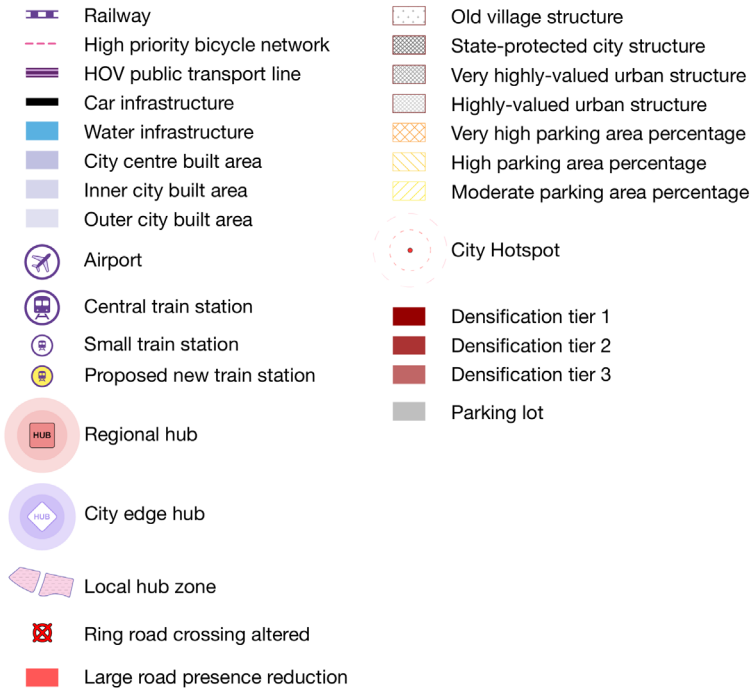 Railway
High priority bicycle network
HOV public transport line
Car infrastructure
Water infrastructure
City centre built area
Inner city built area
Outer city built area
Airport
Central train station
Small train station
Proposed new train station
HUB
Regional hub
HUB
City edge hub
Local hub zone
Ring road crossing altered
Large road presence reduction
Old village structure
State-protected city structure
Very highly-valued urban structure
Highly-valued urban structure
Very high parking area percentage
High parking area percentage
Moderate parking area percentage
City Hotspot
Densification tier 1
Densification tier 2
Densification tier 3
Parking lot